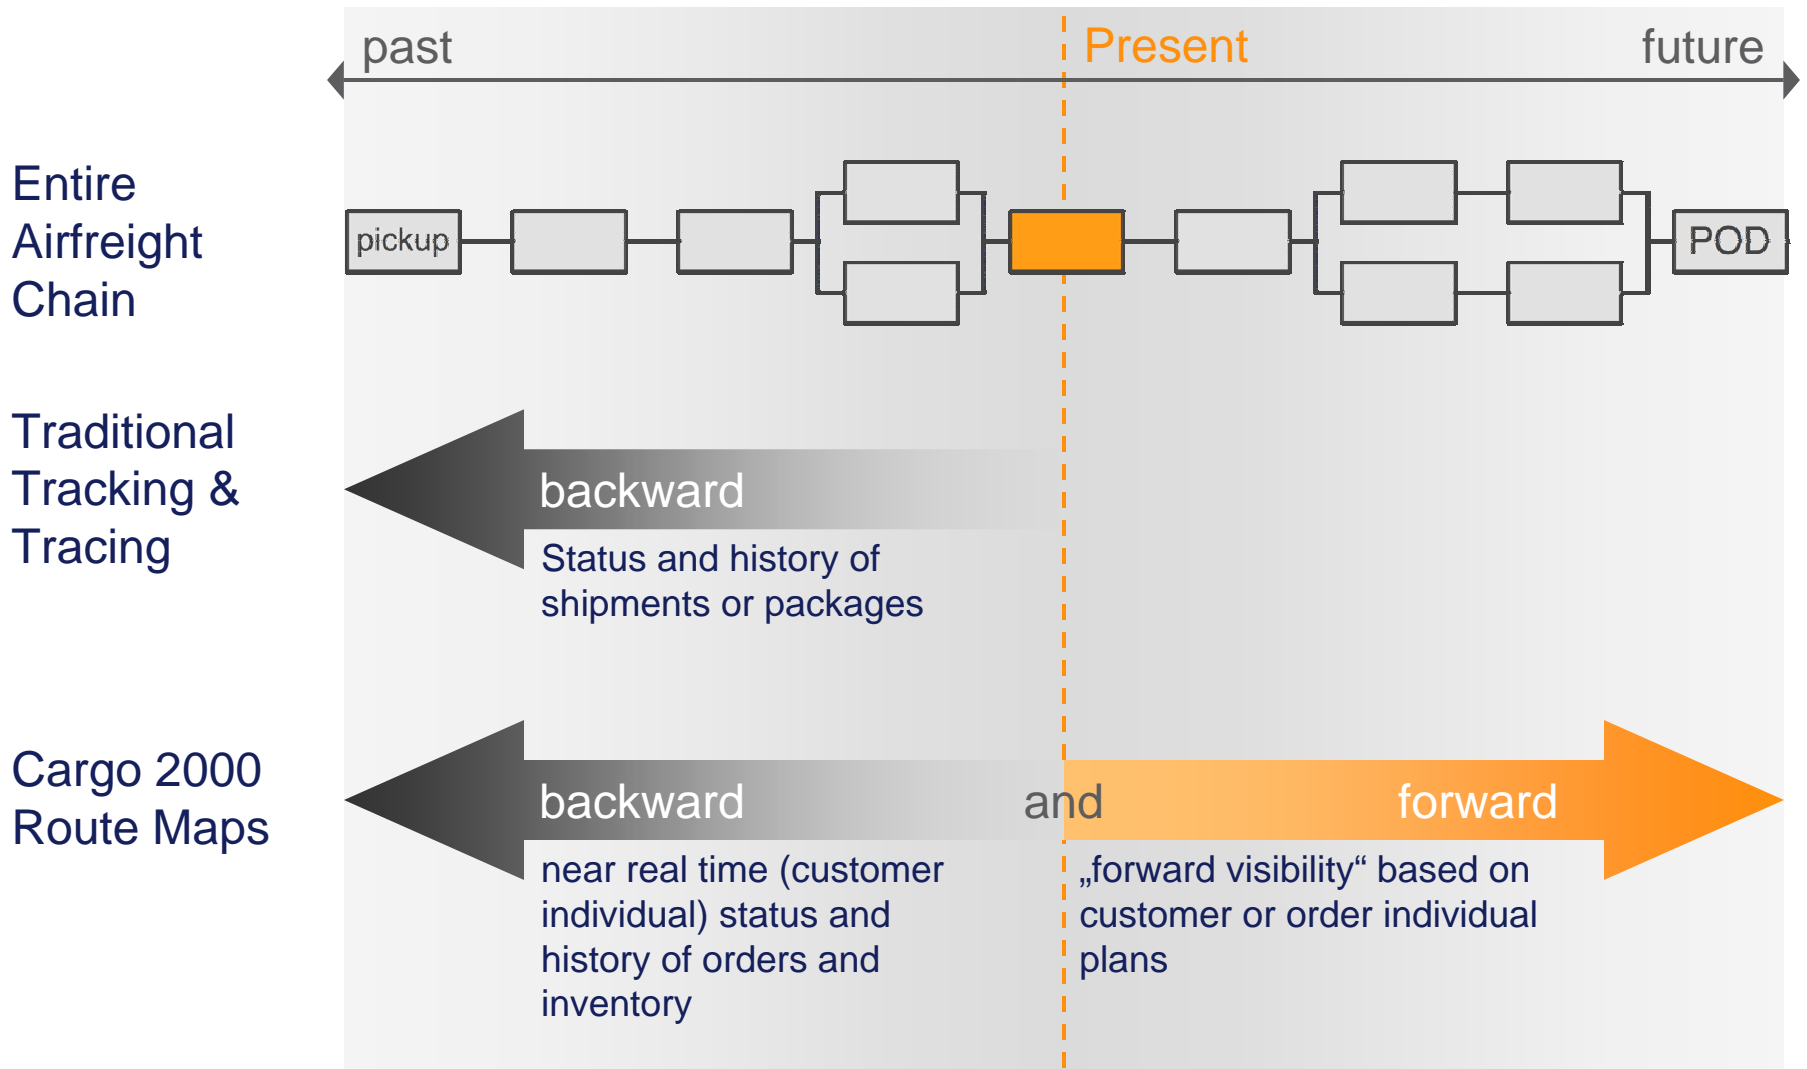 past
Present
future
Entire
Airfreight
Chain
pickup
POD
Traditional
Tracking &
Tracing
backward
Status and history of
shipments or packages
Cargo 2000
Route Maps
backward
and
forward
near real time (customer
individual) status and
history of orders and
inventory
„forward visibility“ based on
customer or order individual
plans